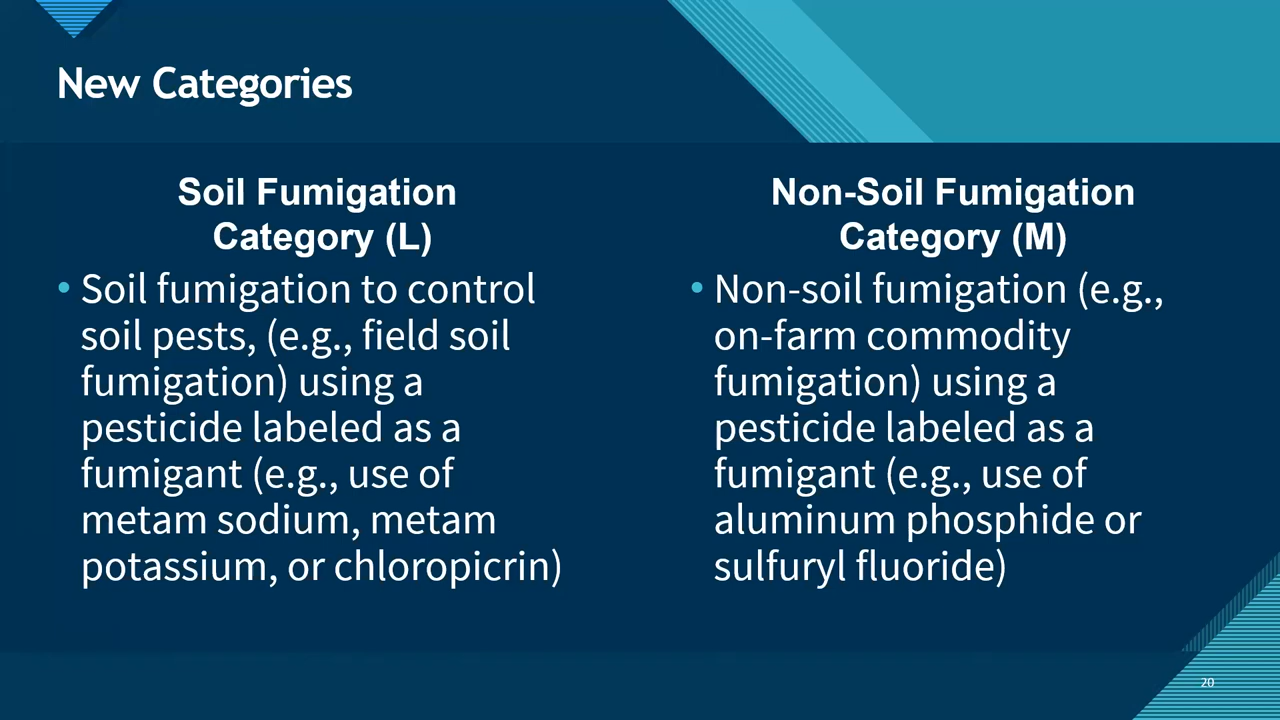 New Categories
Soil Fumigation
Category (L)
• Soil fumigation to control
soil pests, (e.g., field soil
fumigation) using a
pesticide labeled as a
fumigant (e.g., use of
metam sodium, metam
potassium, or chloropicrin)
Non-Soil Fumigation
Category (M)
• Non-soil fumigation (e.g.,
on-farm commodity
fumigation) using a
pesticide labeled as a
fumigant (e.g., use of
aluminum phosphide or
sulfuryl fluoride)
20